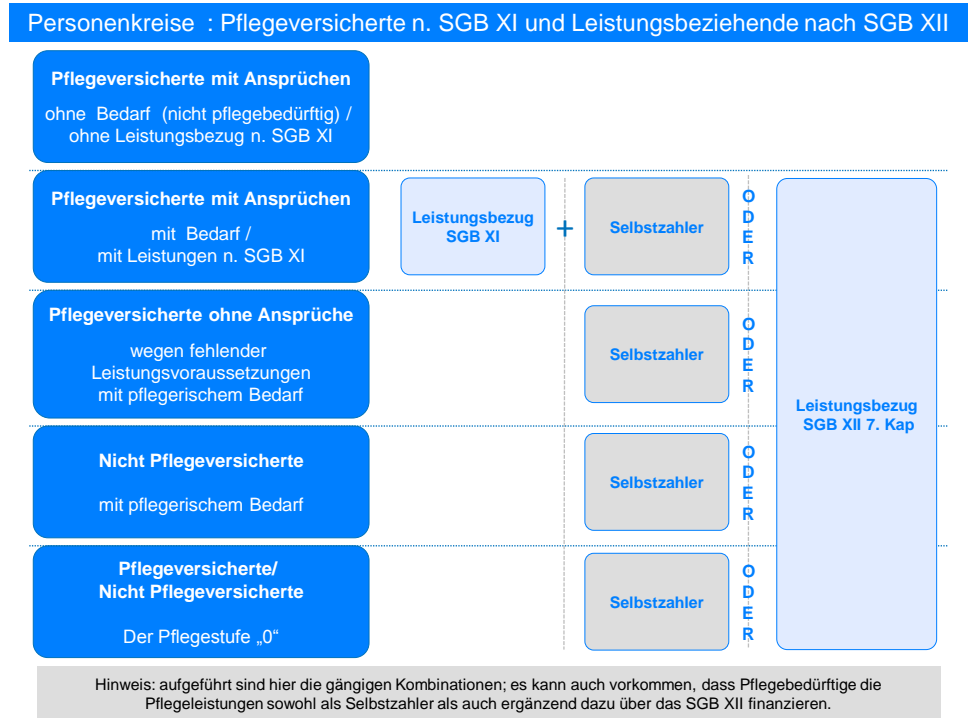 Personenkreise : Pflegeversicherte n. SGB XI und Leistungsbeziehende nach SGB XII
Pflegeversicherte mit Ansprüchen
ohne Bedarf (nicht pflegebedürftig) /
ohne Leistungsbezug n. SGB XI
Pflegeversicherte mit Ansprüchen
mit Bedarf /
mit Leistungen n. SGB XI
Leistungsbezug
SGB XI
+
Selbstzahler
O
D
E
R
Pflegeversicherte ohne Ansprüche
wegen fehlender
Leistungsvoraussetzungen
mit pflegerischem Bedarf
Selbstzahler
O
D
E
R
Leistungsbezug
SGB XII 7. Kap
Nicht Pflegeversicherte
mit pflegerischem Bedarf
Selbstzahler
O
D
E
R
Pflegeversicherte/
Nicht Pflegeversicherte
Der Pflegestufe „0“
Selbstzahler
O
D
E
R
Hinweis: aufgeführt sind hier die gängigen Kombinationen; es kann auch vorkommen, dass Pflegebedürftige die
Pflegeleistungen sowohl als Selbstzahler als auch ergänzend dazu über das SGB XII finanzieren.